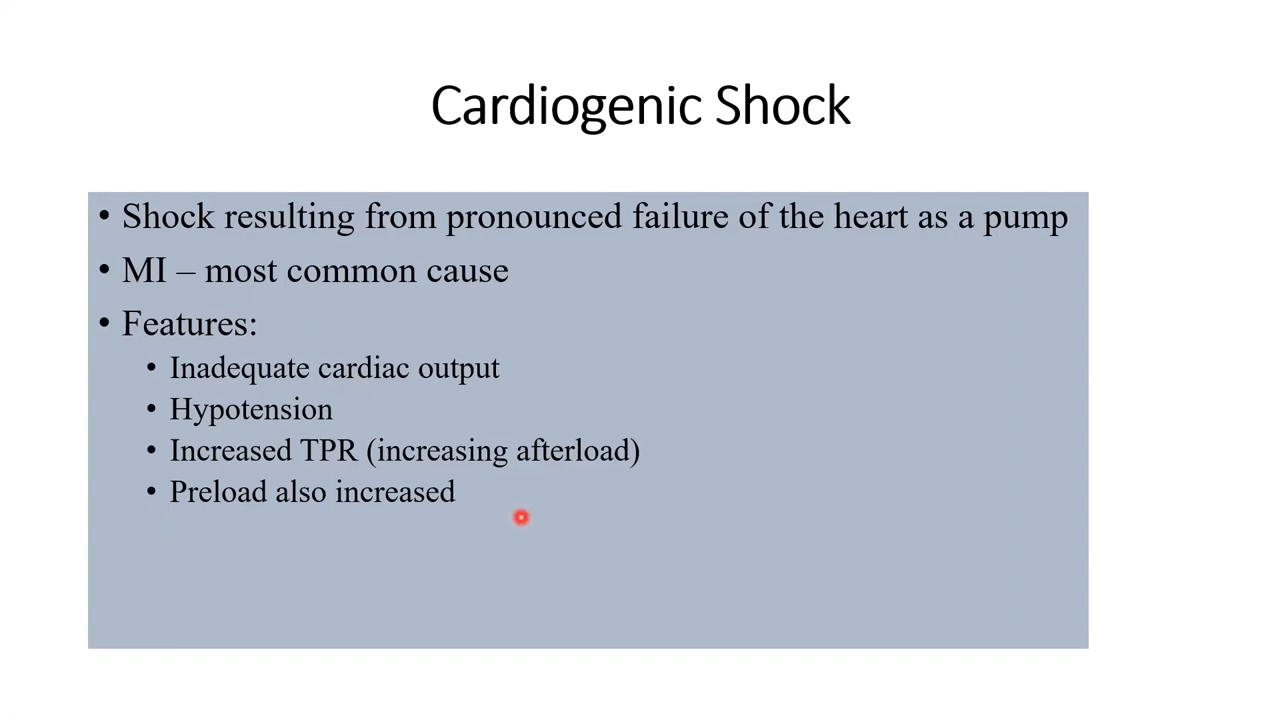 Cardiogenic Shock
• Shock resulting from pronounced failure of the heart as a pump
• MI – most common cause
• Features:
• Inadequate cardiac output
• Hypotension
• Increased TPR (increasing afterload)
• Preload also increased